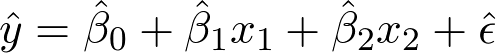 ŷ = β̂₀ + β̂₁x₁ + β̂₂x₂ + ϵ̂